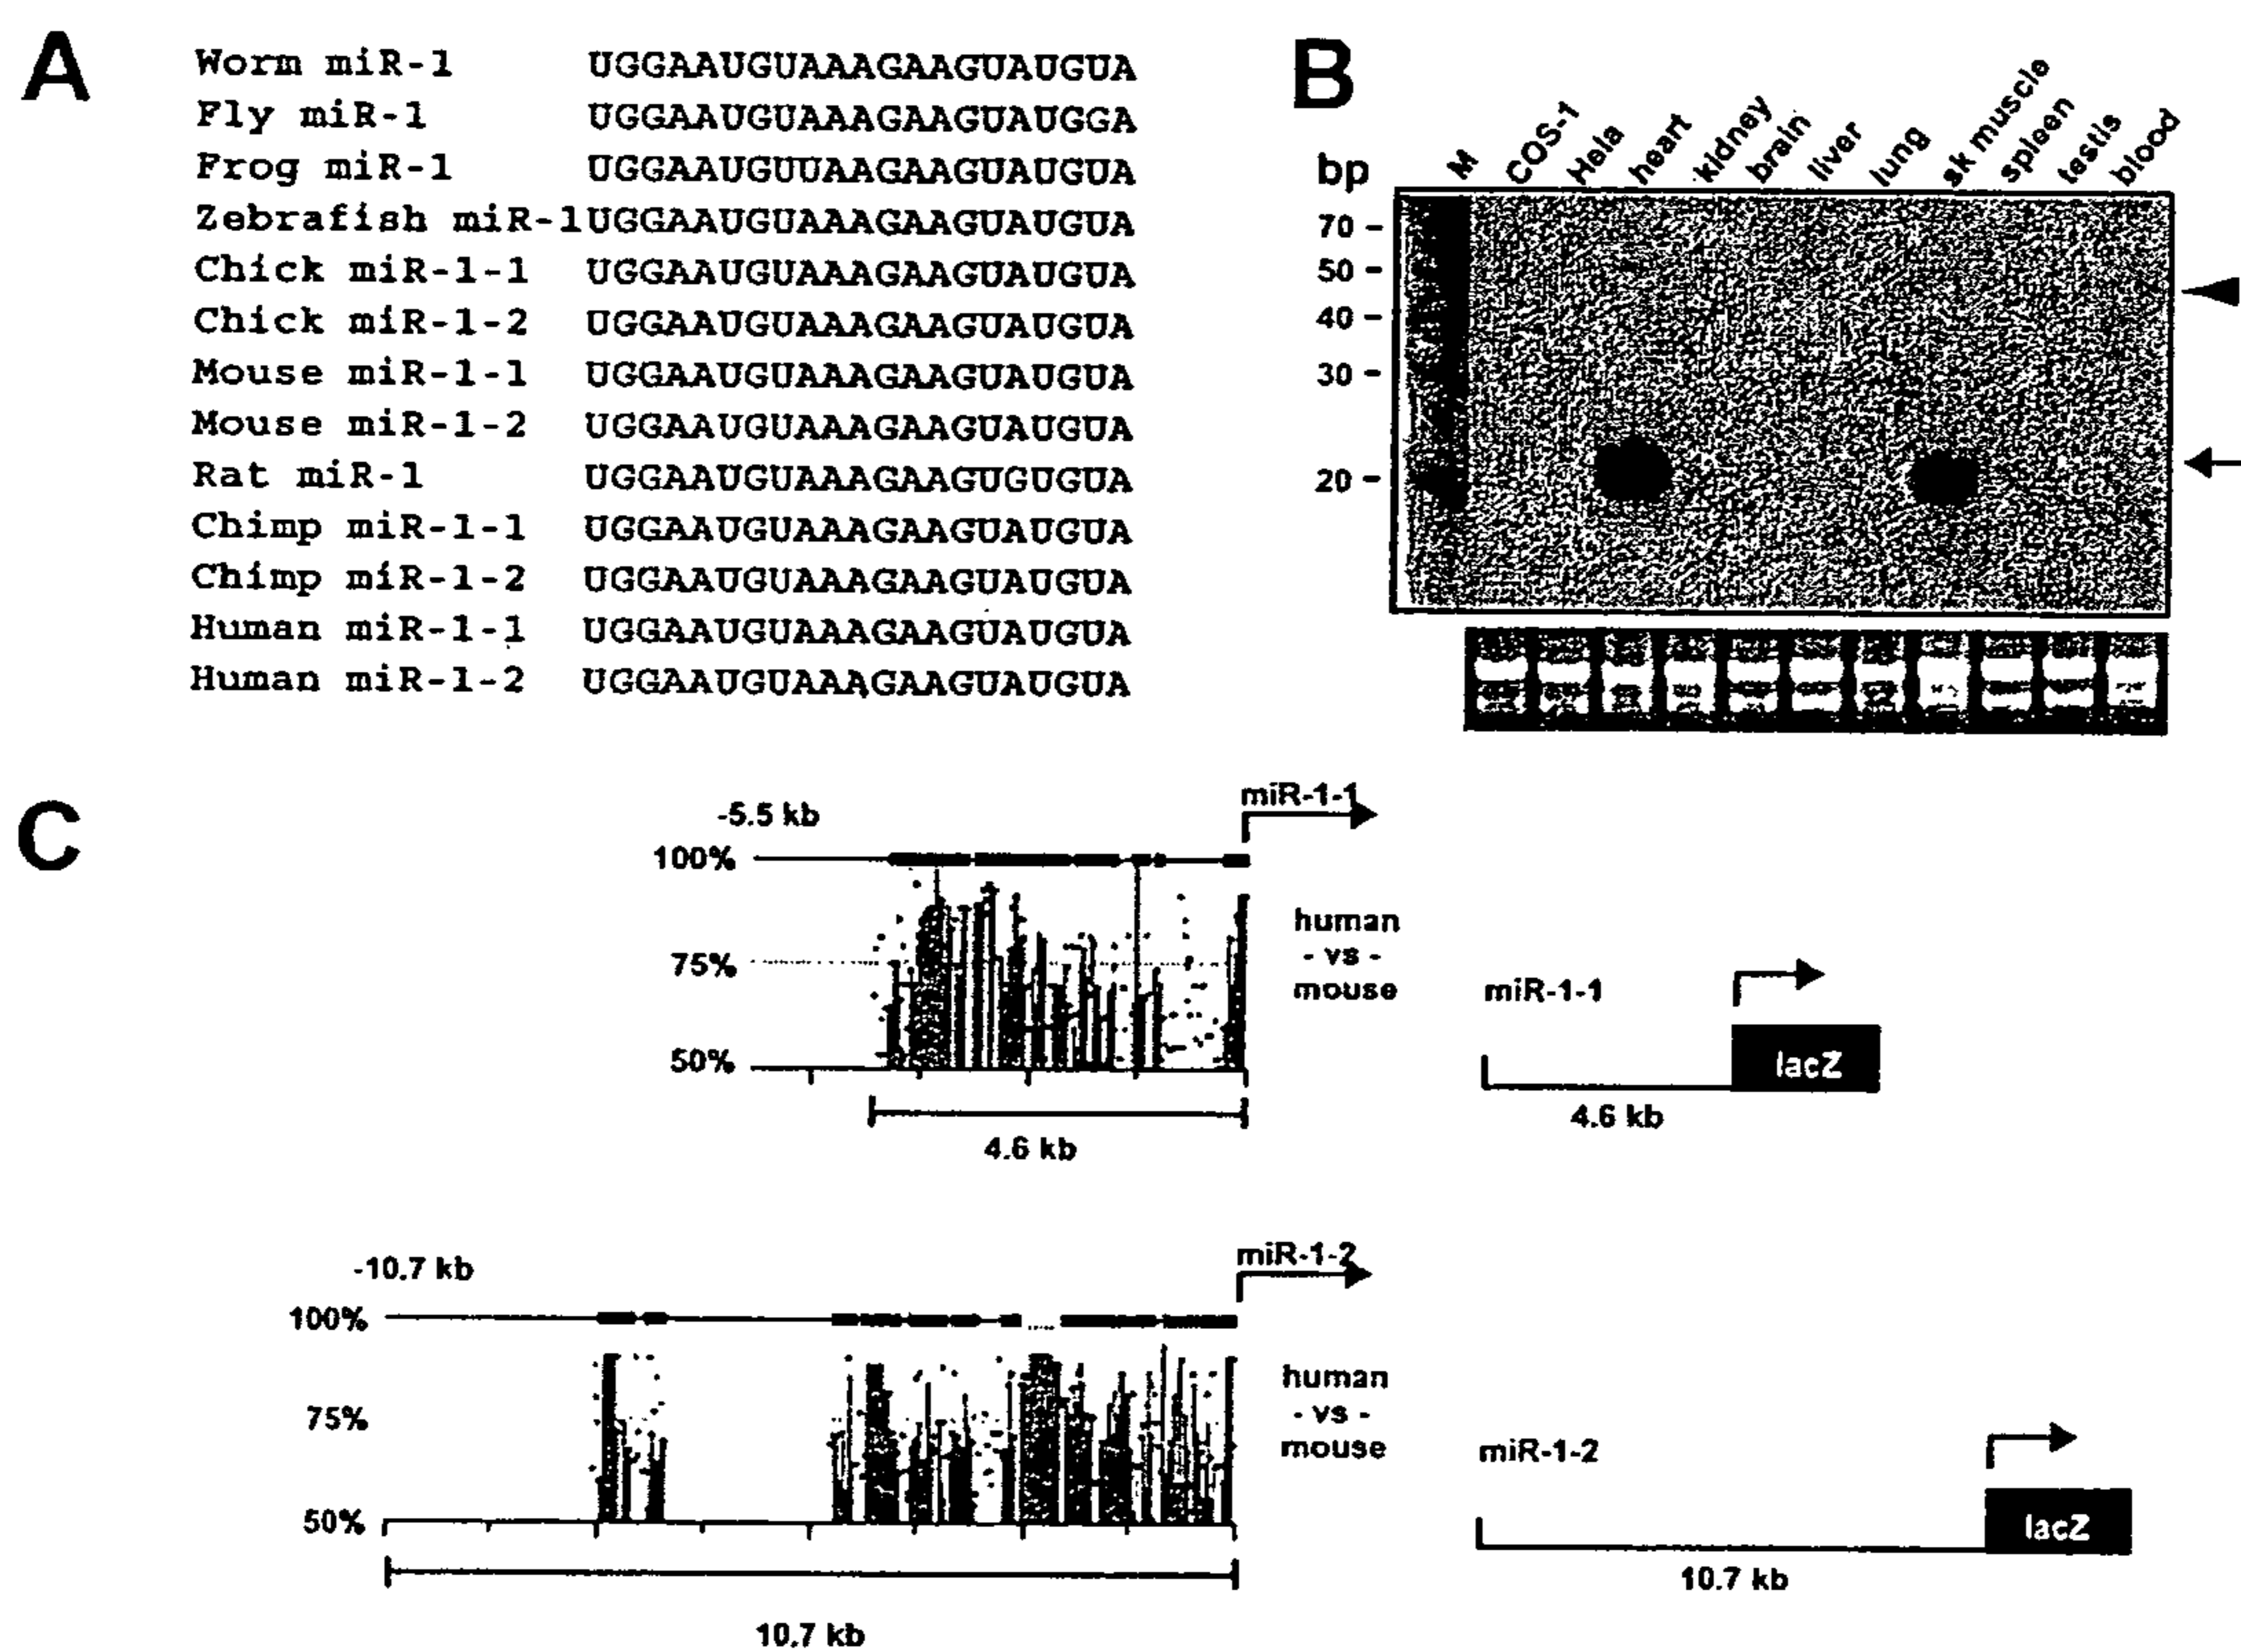 A
Worm miR-1 UGGAAUGUAAAGAAGUAUGUA
Fly miR-1 UGGAAUGUAAAGAAGUAUGGA
Frog miR-1 UGGAAUGUUAAGAAGUAUGUA
Zebrafish miR-1UGGAAUGUAAAGAAGUAUGUA
Chick miR-1-1 UGGAAUGUAAAGAAGUAUGUA
Chick miR-1-2 UGGAAUGUAAAGAAGUAUGUA
Mouse miR-1-1 UGGAAUGUAAAGAAGUAUGUA
Mouse miR-1-2 UGGAAUGUAAAGAAGUAUGUA
Rat miR-1 UGGAAUGUAAAGAAGUGUGUA
Chimp miR-1-1 UGGAAUGUAAAGAAGUAUGUA
Chimp miR-1-2 UGGAAUGUAAAGAAGUAUGUA
Human miR-1-1 UGGAAUGUAAAGAAGUAUGUA
Human miR-1-2 UGGAAUGUAAAGAAGUAUGUA
B
bp M COS-1 Hela heart kidney brain liver lung sk muscle spleen testis blood
70
50
40
30
20
C
-5.5 kb
miR-1-1
100%
75%
50%
human
- vs -
mouse
4.6 kb
miR-1-1
lacZ
4.6 kb
-10.7 kb
miR-1-2
100%
75%
50%
human
- vs -
mouse
10.7 kb
miR-1-2
lacZ
10.7 kb